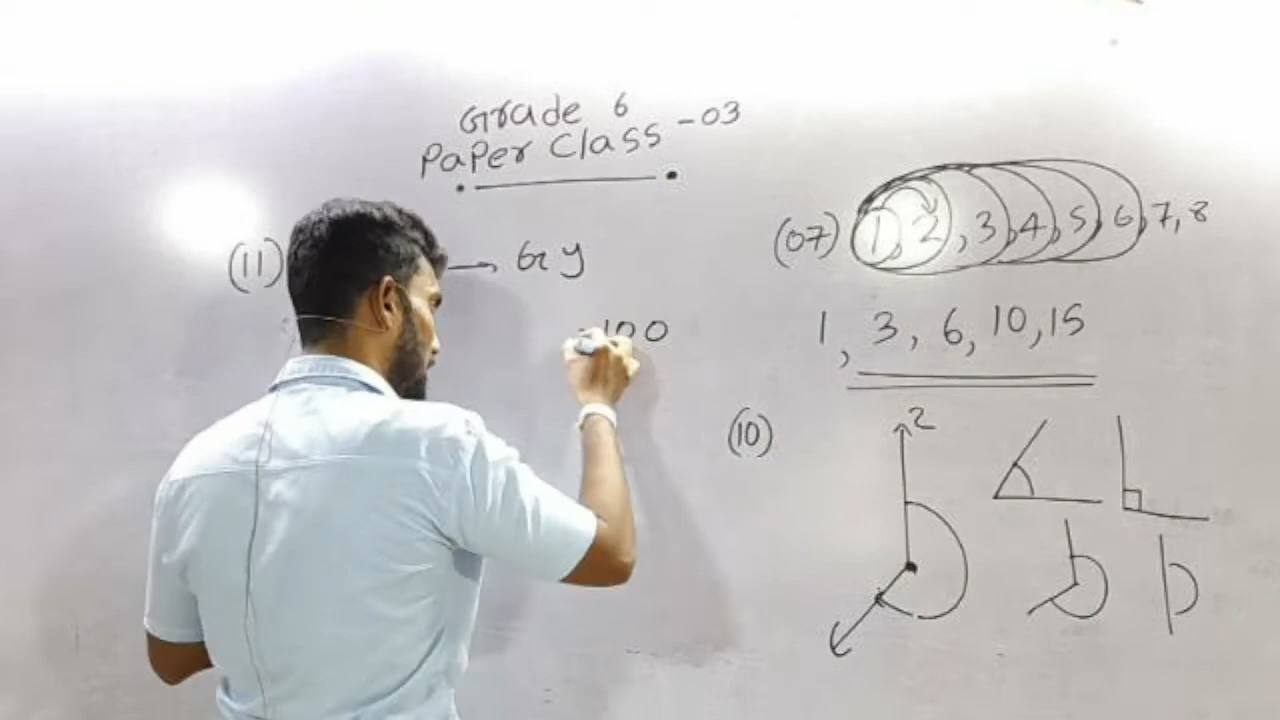 Grade 6
Paper Class - 03
(11)
→ Gy
100
(07) 1, 2, 3, 4, 5, 6, 7, 8
1, 3, 6, 10, 15
(10)
2